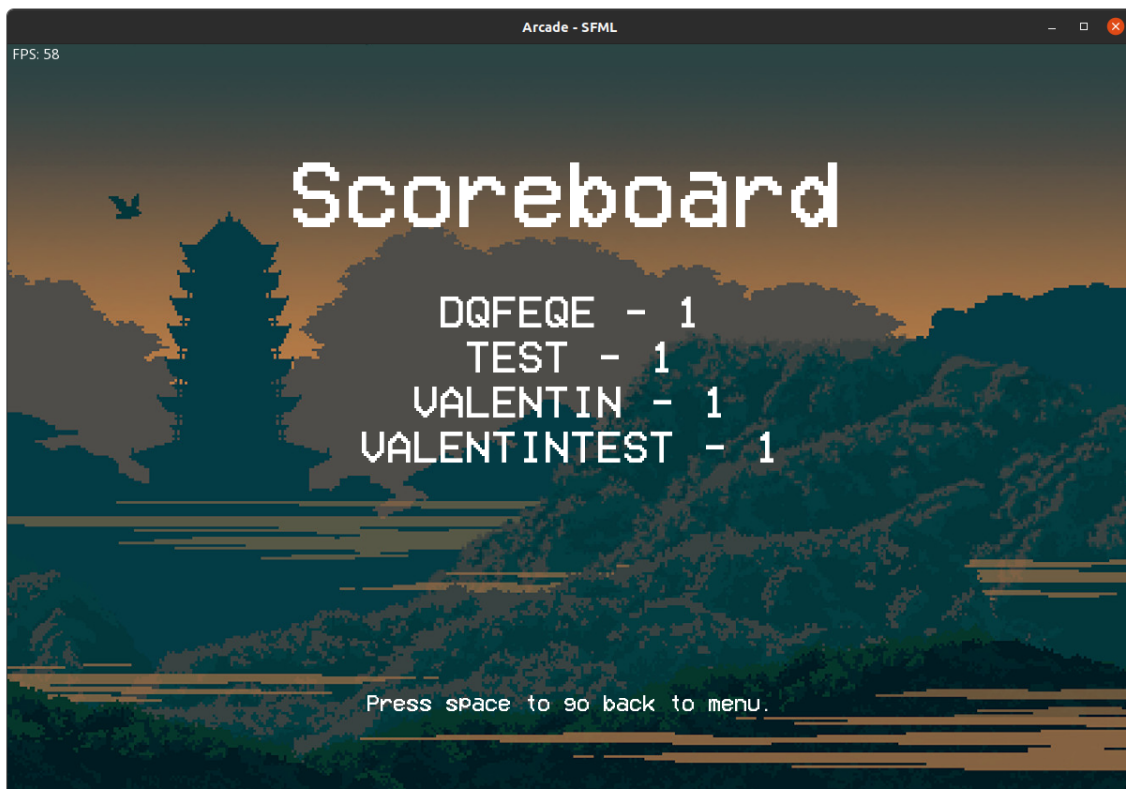 Arcade - SFML
FPS: 58
Scoreboard
DQFEQE - 1
TEST - 1
VALENTIN - 1
VALENTINTEST - 1
Press space to go back to menu.